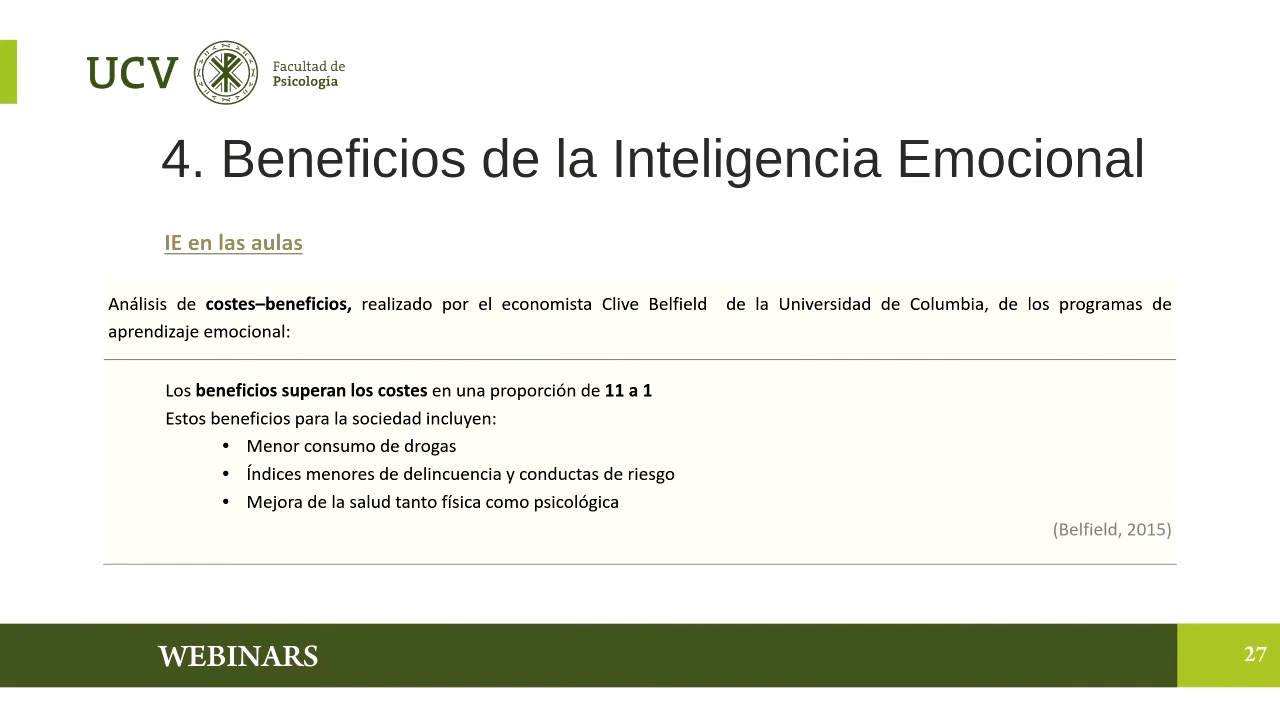 UCV
Facultad de
Psicología
4. Beneficios de la Inteligencia Emocional
IE en las aulas
Análisis de costes–beneficios, realizado por el economista Clive Belfield de la Universidad de Columbia, de los programas de
aprendizaje emocional:
Los beneficios superan los costes en una proporción de 11 a 1
Estos beneficios para la sociedad incluyen:
• Menor consumo de drogas
• Índices menores de delincuencia y conductas de riesgo
• Mejora de la salud tanto física como psicológica
(Belfield, 2015)
WEBINARS
27